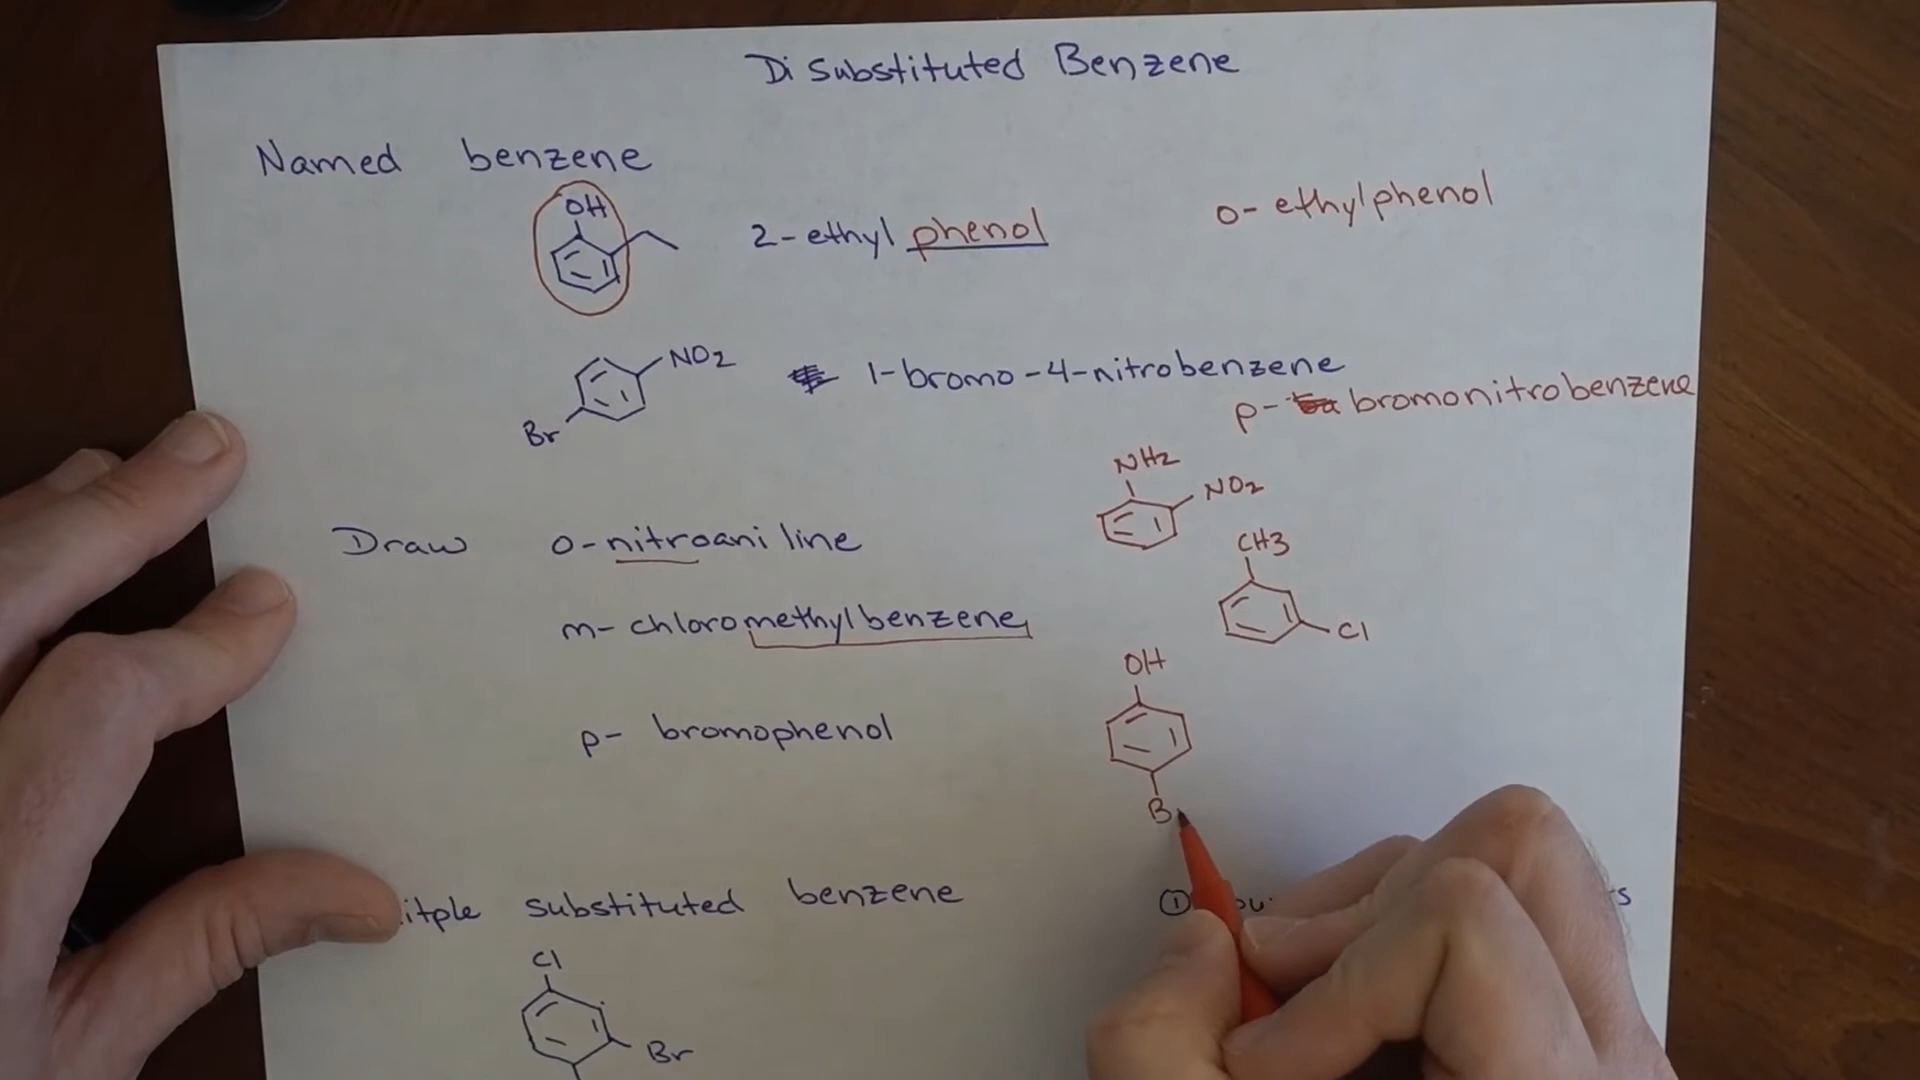 Di Substituted Benzene
Named benzene
OH
2-ethyl phenol
o- ethylphenol
NO2
Br
1-bromo-4-nitrobenzene
p- bromonitrobenzene
NH2
NO2
Draw o-nitroaniline
CH3
m- chloromethylbenzene
Cl
OH
p- bromophenol
B
itple substituted benzene
①
Cl
Br